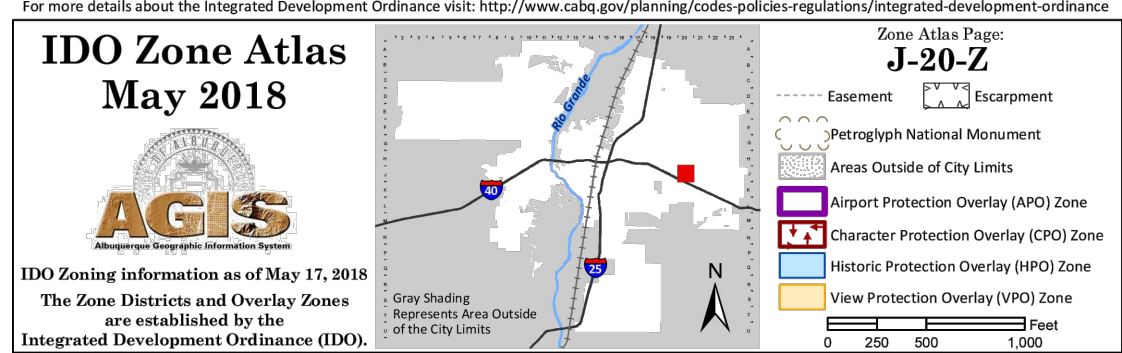 For more details about the Integrated Development Ordinance visit: http://www.cabq.gov/planning/codes-policies-regulations/integrated-development-ordinance
IDO Zone Atlas
May 2018
AGIS
Albuquerque Geographic Information System
IDO Zoning information as of May 17, 2018
The Zone Districts and Overlay Zones
are established by the
Integrated Development Ordinance (IDO).
Rio Grande
40
25
N
Gray Shading
Represents Area Outside
of the City Limits
Zone Atlas Page:
J-20-Z
Easement
Escarpment
Petroglyph National Monument
Areas Outside of City Limits
Airport Protection Overlay (APO) Zone
Character Protection Overlay (CPO) Zone
Historic Protection Overlay (HPO) Zone
View Protection Overlay (VPO) Zone
Feet
0 250 500 1,000